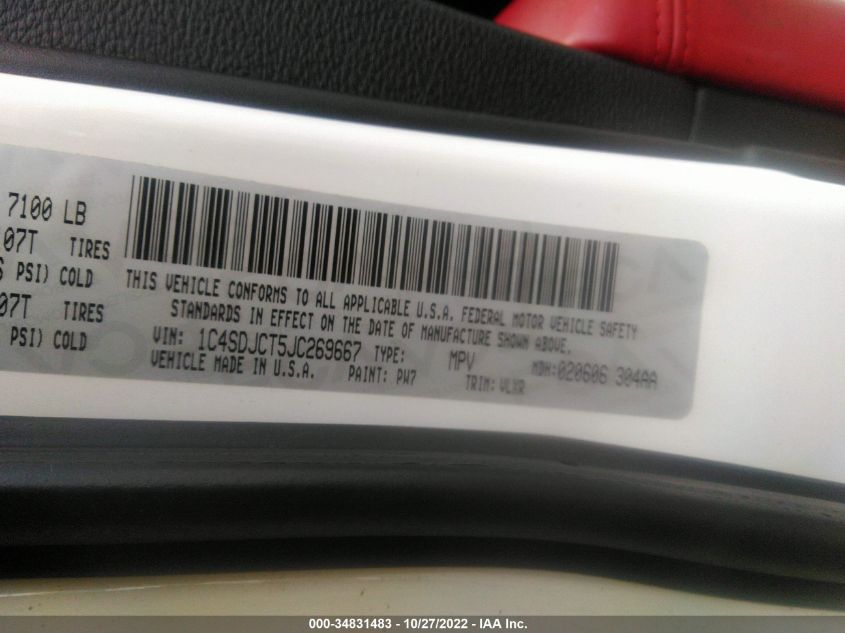 7100 LB
07T TIRES
PSI) COLD
07T TIRES
PSI) COLD
THIS VEHICLE CONFORMS TO ALL APPLICABLE U.S.A. FEDERAL MOTOR VEHICLE SAFETY
STANDARDS IN EFFECT ON THE DATE OF MANUFACTURE SHOWN ABOVE.
VIN: 1C4SDJCT5JC269667 TYPE: MPV MDH:020606 304AA
VEHICLE MADE IN U.S.A. PAINT: PW7 TRIM: VLXR
000-34831483 - 10/27/2022 - IAA Inc.